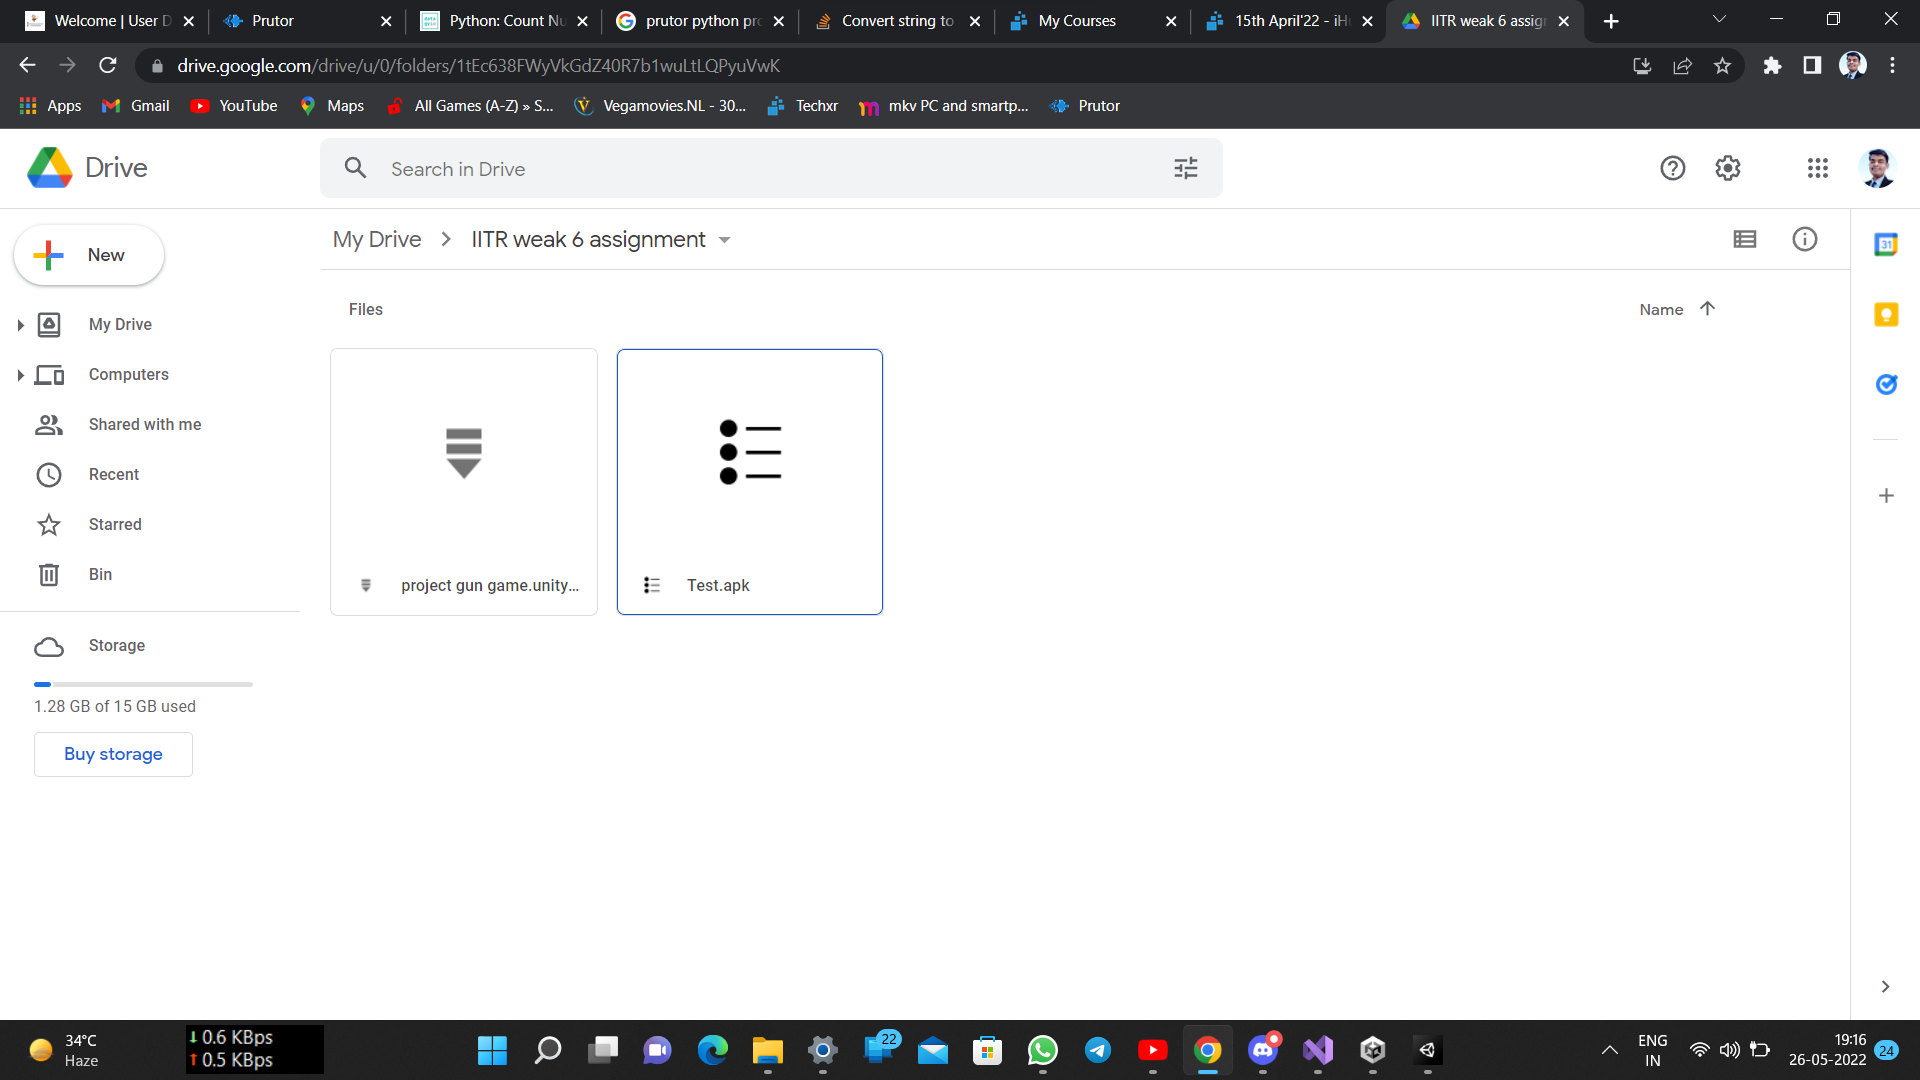 Welcome | User D
Prutor
Python: Count Nu
prutor python pro
Convert string to
My Courses
15th April'22 - iHu
IITR weak 6 assign
drive.google.com/drive/u/0/folders/1tEc638FWyVkGdZ40R7b1wuLtLQPyuVwK
Apps
Gmail
YouTube
Maps
All Games (A-Z) » S...
Vegamovies.NL - 30...
Techxr
mkv PC and smartp...
Prutor
Drive
Search in Drive
New
My Drive
IITR weak 6 assignment
31
Files
Name
My Drive
Computers
Shared with me
Recent
Starred
Bin
project gun game.unity...
Test.apk
Storage
1.28 GB of 15 GB used
Buy storage
34°C
Haze
0.6 KBps
0.5 KBps
22
ENG
IN
19:16
26-05-2022
24